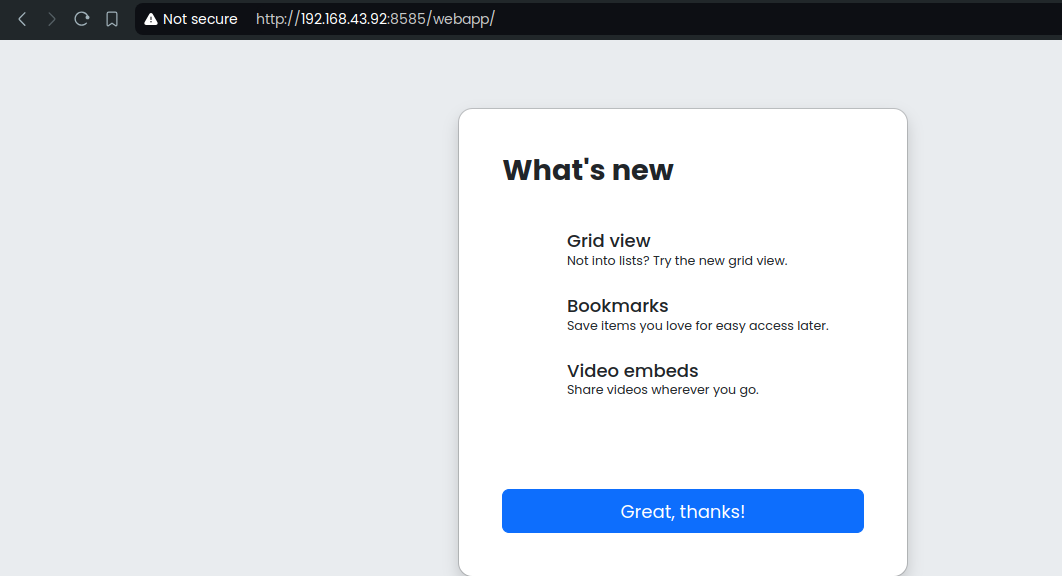 Not secure http://192.168.43.92:8585/webapp/
What's new
Grid view
Not into lists? Try the new grid view.
Bookmarks
Save items you love for easy access later.
Video embeds
Share videos wherever you go.
Great, thanks!